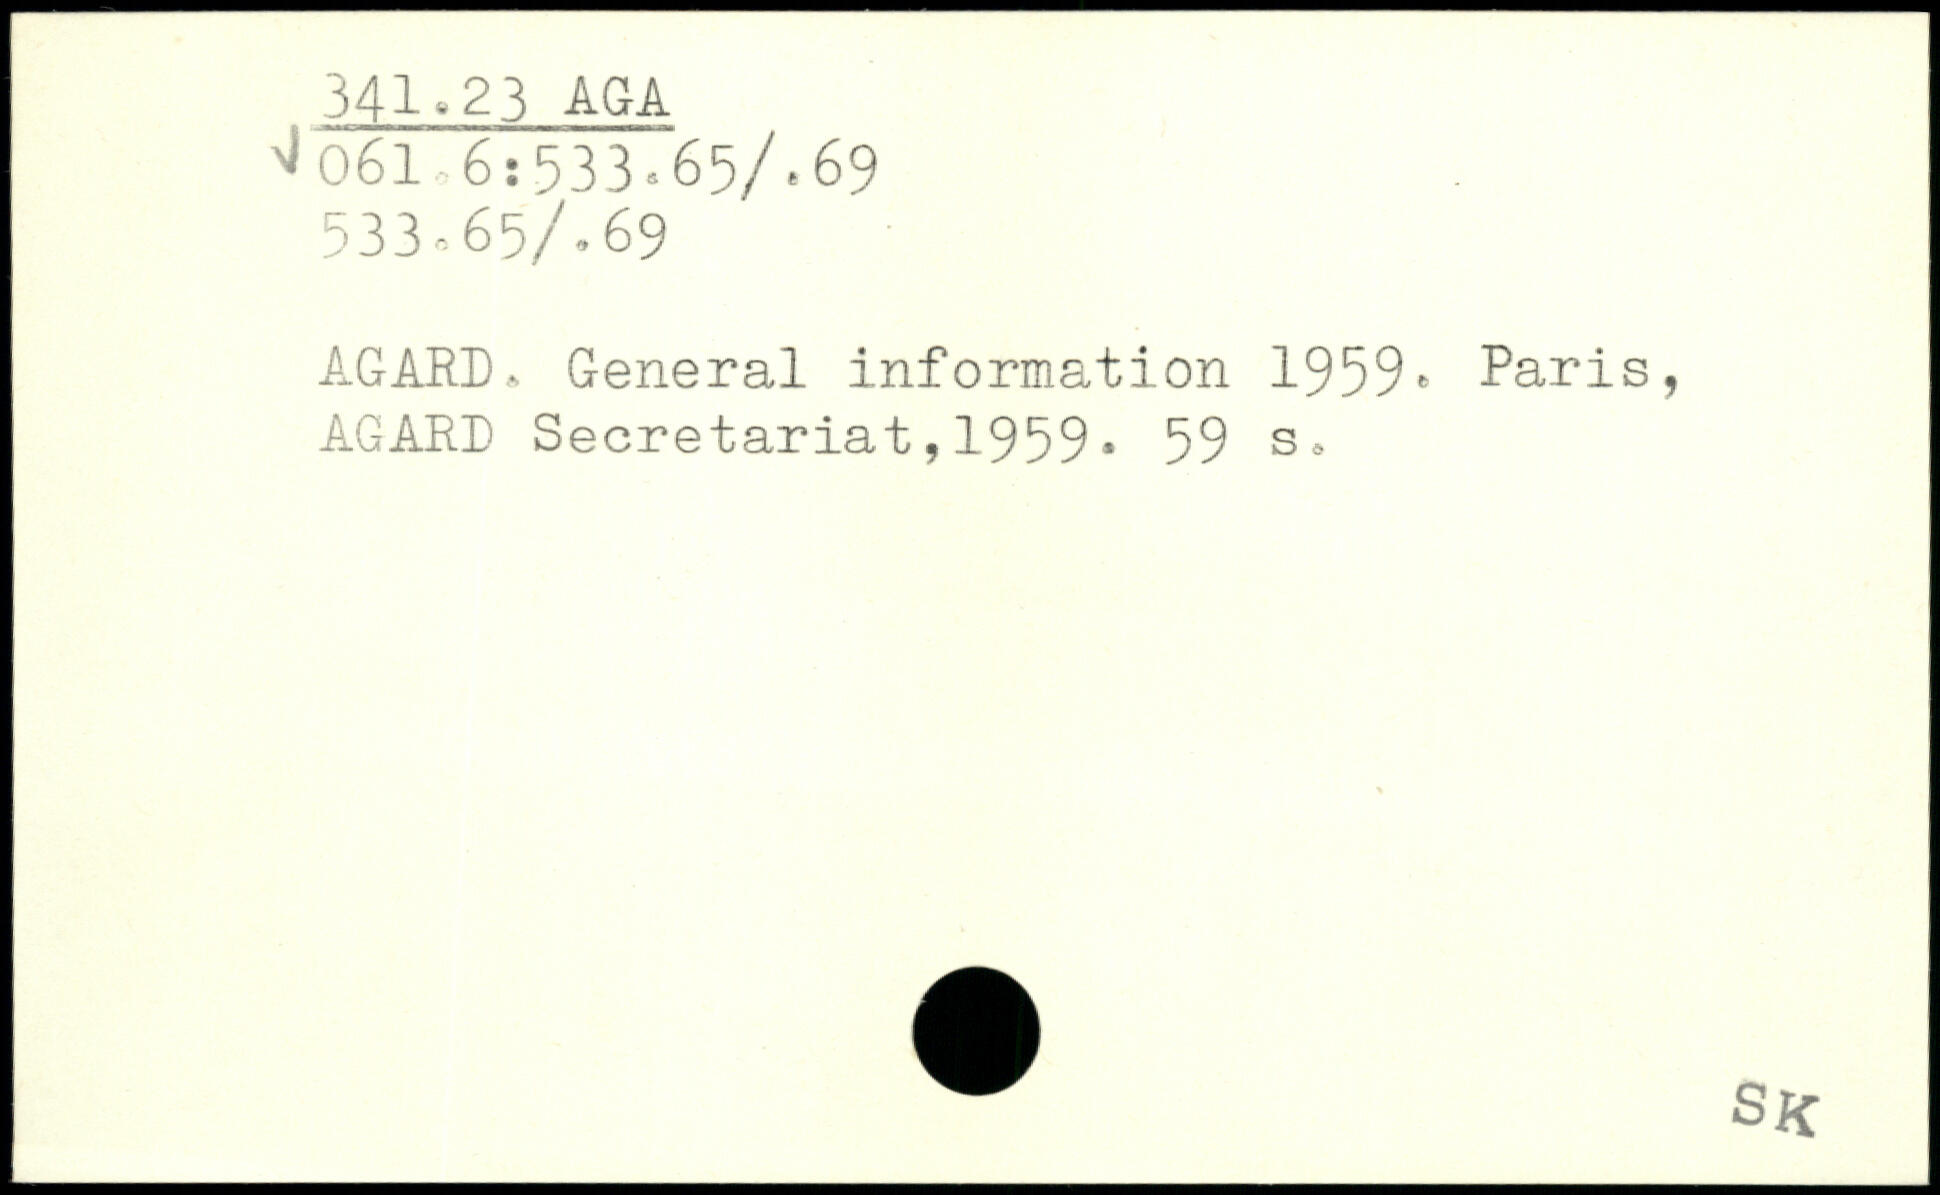 341.23 AGA
061.6:533.65/.69
533.65/.69
AGARD. General information 1959. Paris,
AGARD Secretariat,1959. 59 s.
SK